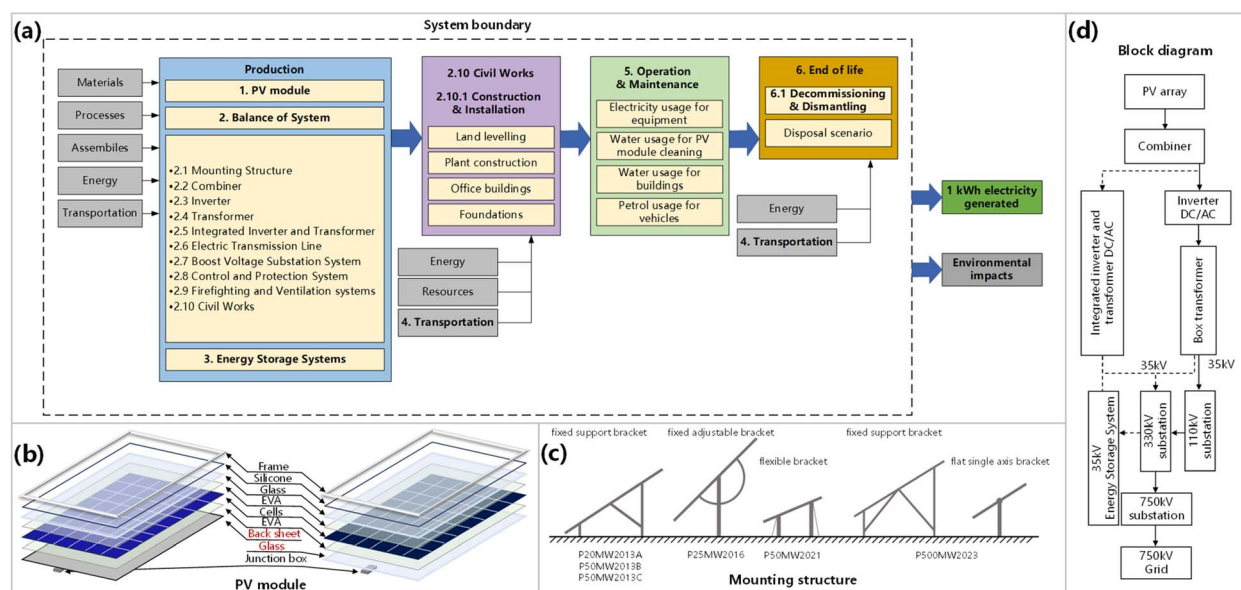 System boundary
(a)
Materials
Processes
Assembiles
Energy
Transportation
Production
1. PV module
2. Balance of System
•2.1 Mounting Structure
•2.2 Combiner
•2.3 Inverter
•2.4 Transformer
•2.5 Integrated Inverter and Transformer
•2.6 Electric Transmission Line
•2.7 Boost Voltage Substation System
•2.8 Control and Protection System
•2.9 Firefighting and Ventilation systems
•2.10 Civil Works
3. Energy Storage Systems
2.10 Civil Works
2.10.1 Construction
& Installation
Land levelling
Plant construction
Office buildings
Foundations
Energy
Resources
4. Transportation
5. Operation
& Maintenance
Electricity usage for
equipment
Water usage for PV
module cleaning
Water usage for
buildings
Petrol usage for
vehicles
6. End of life
6.1 Decommissioning
& Dismantling
Disposal scenario
Energy
4. Transportation
1 kWh electricity
generated
Environmental
impacts
(b)
Frame
Silicone
Glass
EVA
Cells
EVA
Back sheet
Glass
Junction box
PV module
(c)
fixed support bracket
fixed adjustable bracket
flexible bracket
fixed support bracket
flat single axis bracket
P20MW2013A
P50MW2013B
P50MW2013C
P25MW2016
P50MW2021
P500MW2023
Mounting structure
(d)
Block diagram
PV array
Combiner
Integrated inverter and
transformer DC/AC
Inverter
DC/AC
Box transformer
35kV
35kV
35kV
Energy Storage System
330kV
substation
110kV
substation
750kV
substation
750kV
Grid